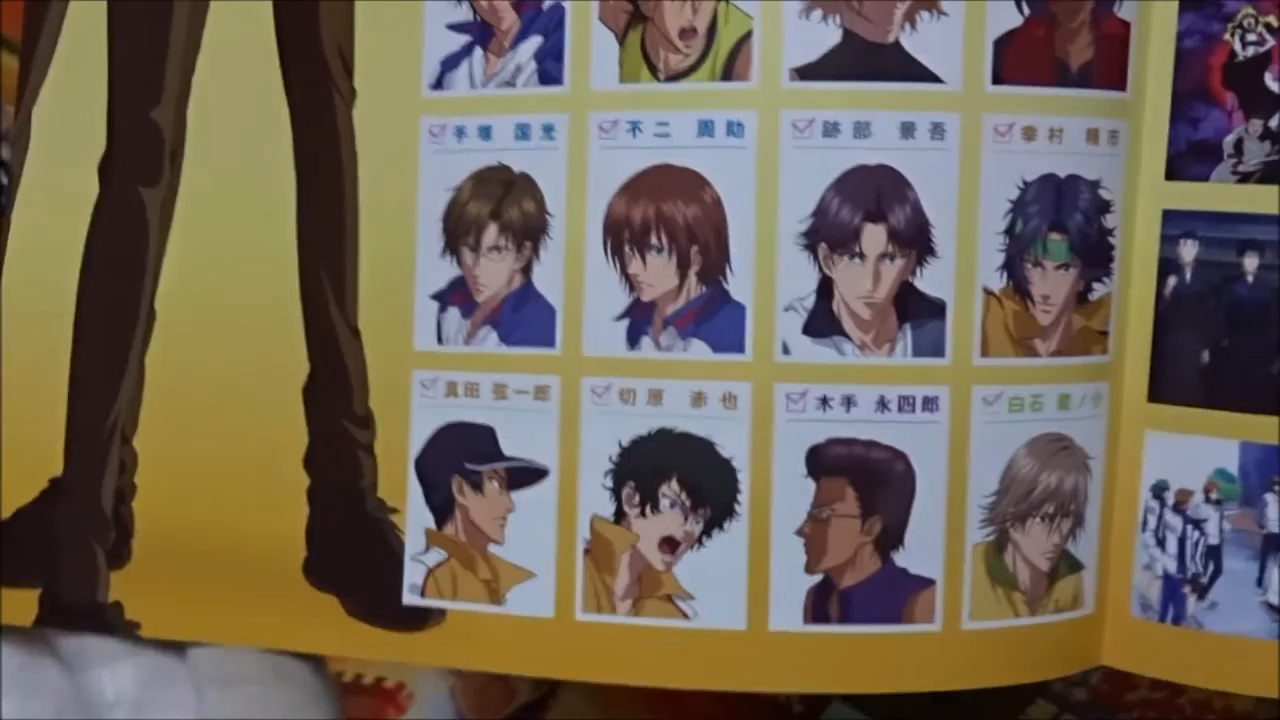 手塚 国光
不二 周助
跡部 景吾
幸村 精市
真田 弦一郎
切原 赤也
木手 永四郎
白石 蔵ノ介